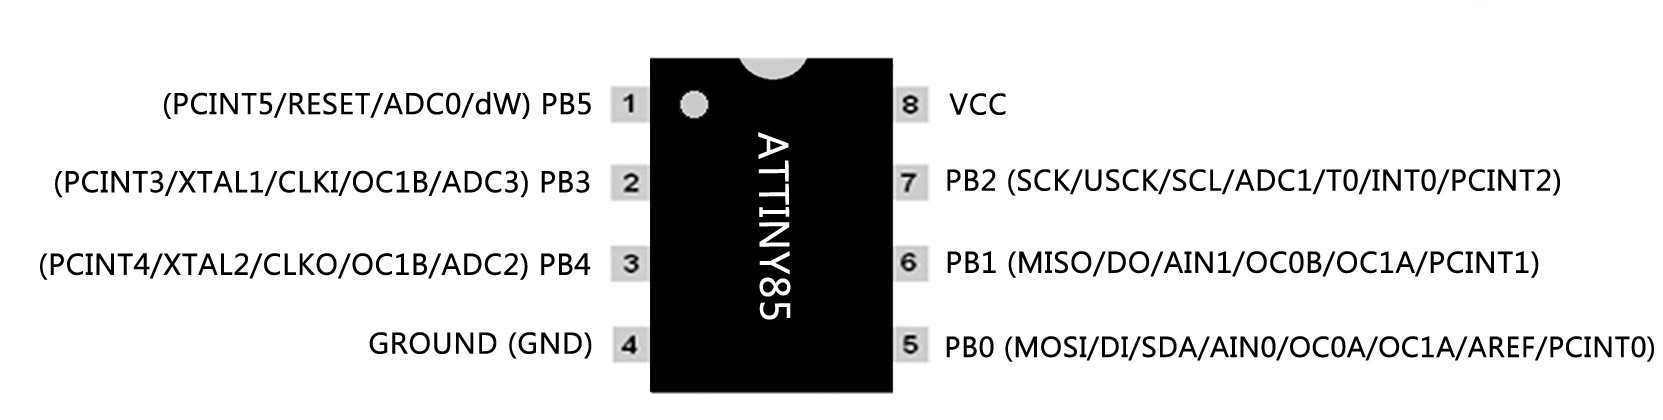 (PCINT5/RESET/ADC0/dW) PB5 1 8 VCC
(PCINT3/XTAL1/CLKI/OC1B/ADC3) PB3 2 7 PB2 (SCK/USCK/SCL/ADC1/T0/INT0/PCINT2)
(PCINT4/XTAL2/CLKO/OC1B/ADC2) PB4 3 6 PB1 (MISO/DO/AIN1/OC0B/OC1A/PCINT1)
GROUND (GND) 4 5 PB0 (MOSI/DI/SDA/AIN0/OC0A/OC1A/AREF/PCINT0)
ATTINY85